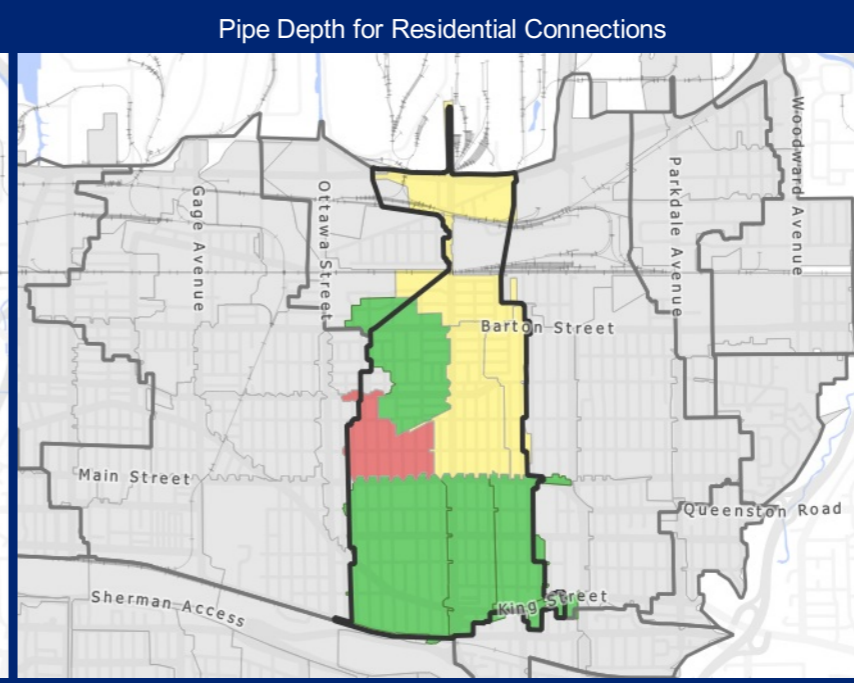 Pipe Depth for Residential Connections
Gage Avenue
Ottawa Street
Parkdale Avenue
Woodward Avenue
Barton Street
Main Street
Queenston Road
Sherman Access
King Street